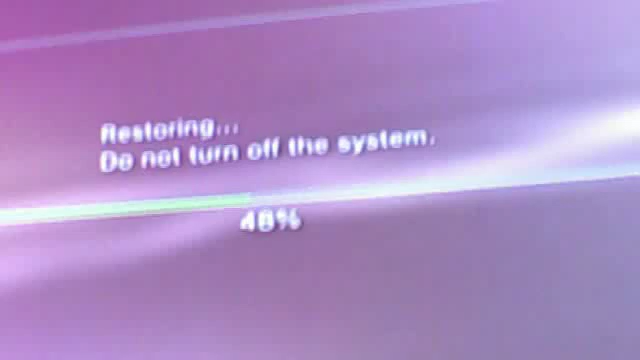 Restoring...
Do not turn off the system.
48%